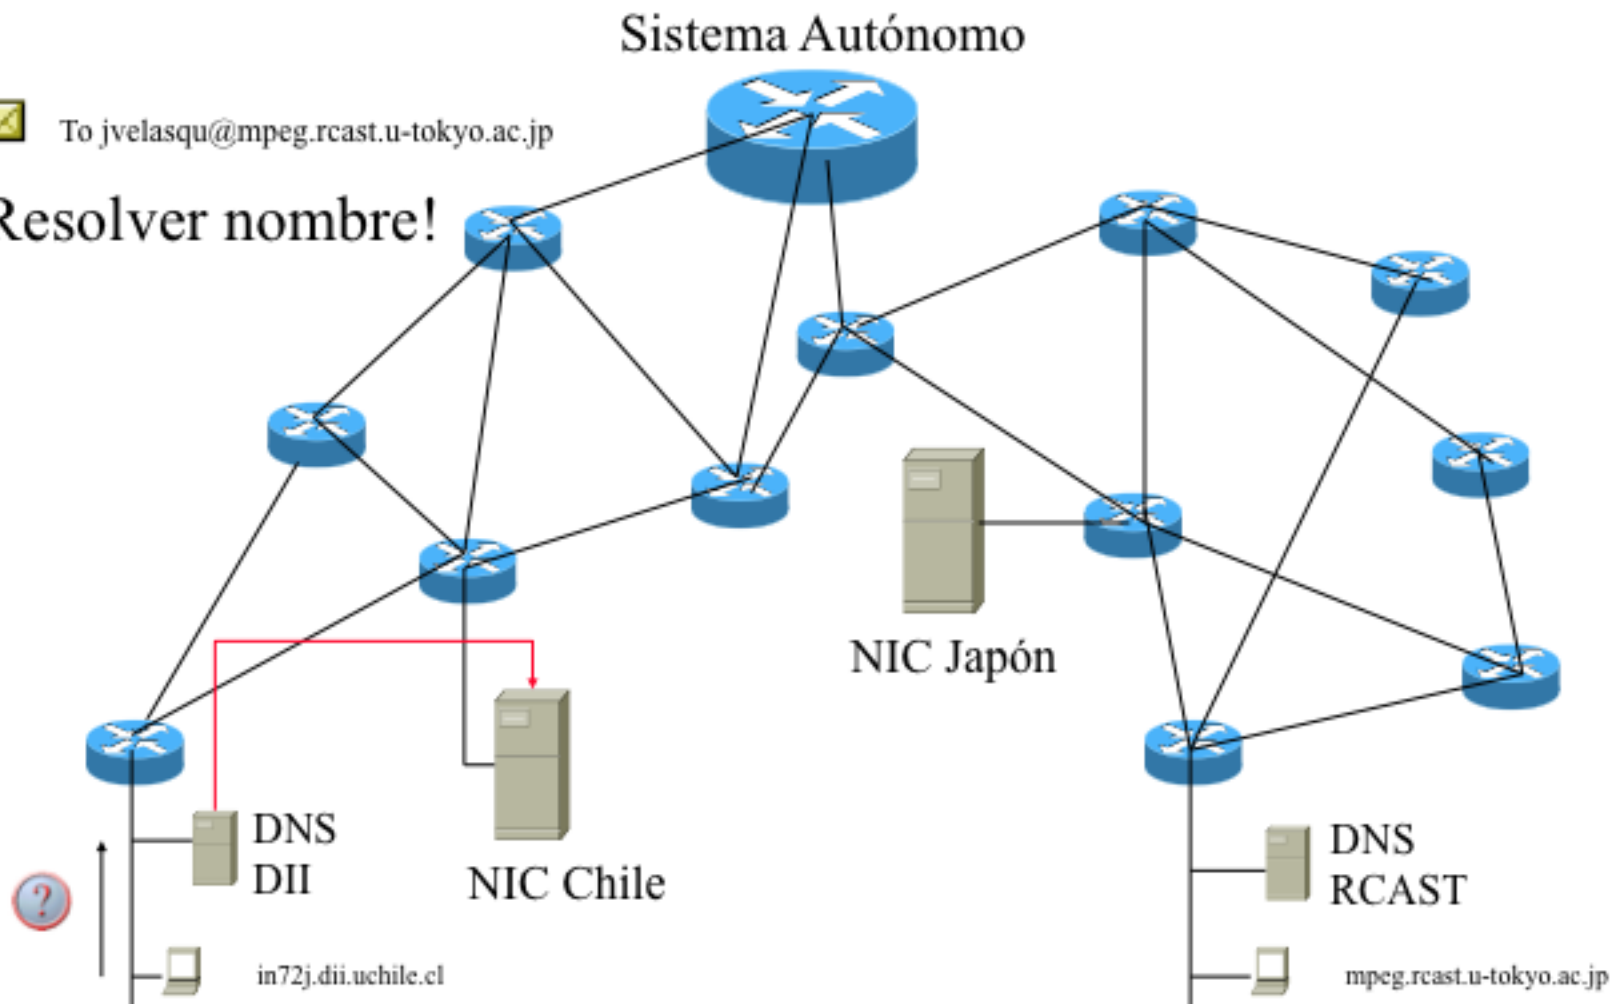 Sistema Autónomo
To jvelasqu@mpeg.rcast.u-tokyo.ac.jp
Resolver nombre!
NIC Japón
DNS
DII
NIC Chile
DNS
RCAST
?
in72j.dii.uchile.cl
mpeg.rcast.u-tokyo.ac.jp